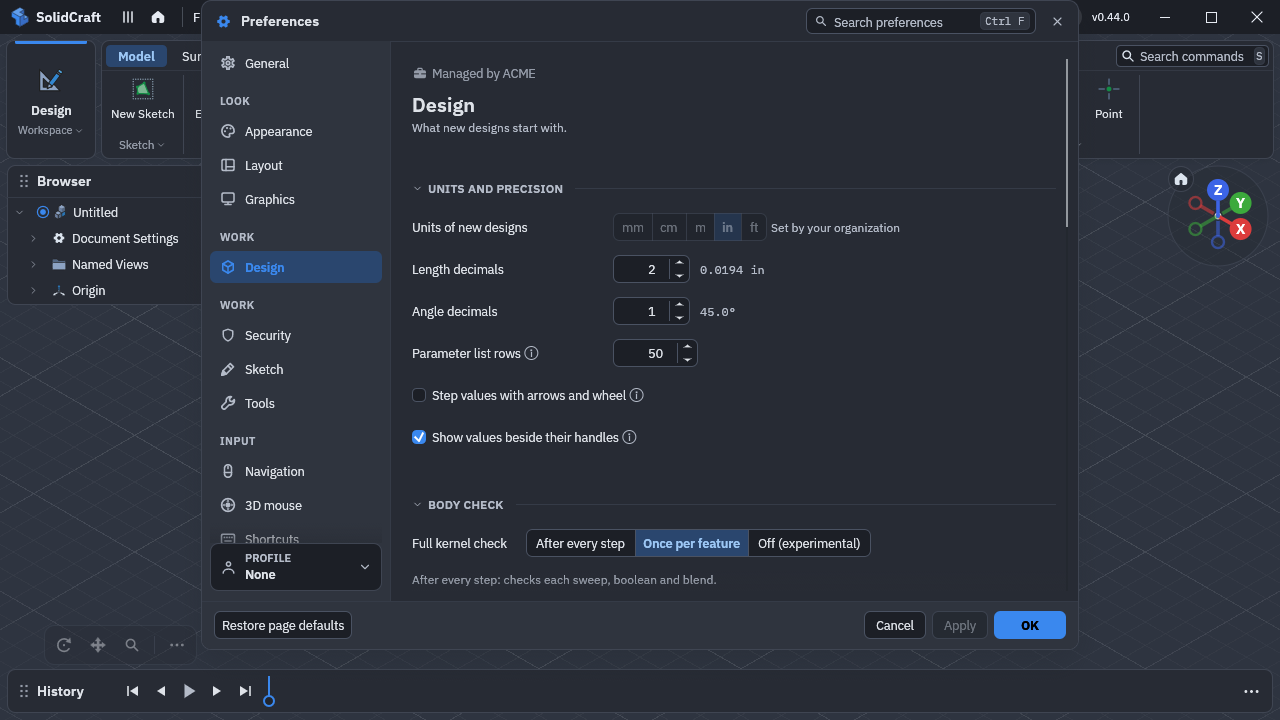 SolidCraft
F
Preferences
Search preferences
Ctrl F
v0.44.0
Model
Sur
Search commands
S
Design
Workspace
New Sketch
E
Sketch
Point
Browser
Untitled
Document Settings
Named Views
Origin
Z
Y
X
General
LOOK
Appearance
Layout
Graphics
WORK
Design
WORK
Security
Sketch
Tools
INPUT
Navigation
3D mouse
Shortcuts
PROFILE
None
Managed by ACME
Design
What new designs start with.
UNITS AND PRECISION
Units of new designs
mm cm m in ft
Set by your organization
Length decimals
2
0.0194 in
Angle decimals
1
45.0°
Parameter list rows
50
Step values with arrows and wheel
Show values beside their handles
BODY CHECK
Full kernel check
After every step
Once per feature
Off (experimental)
After every step: checks each sweep, boolean and blend.
Restore page defaults
Cancel
Apply
OK
History